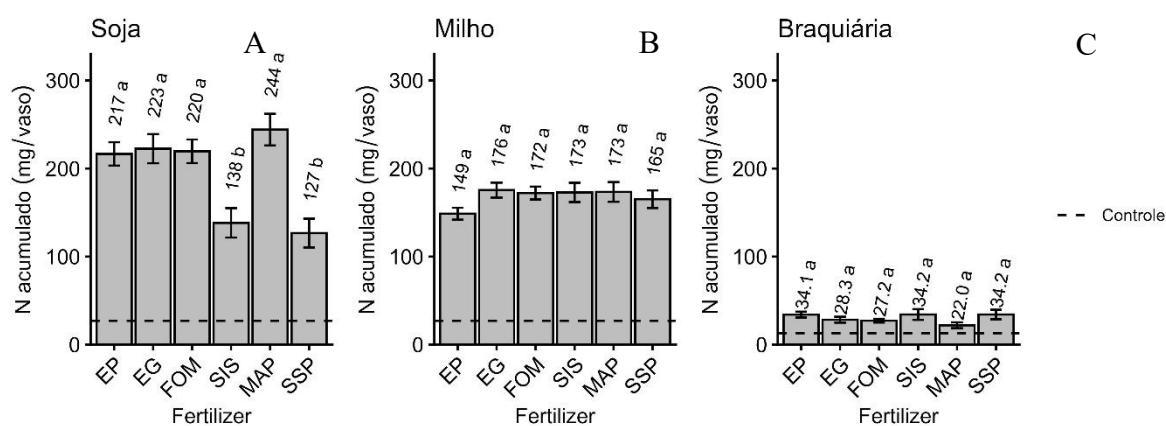 Soja
A
N acumulado (mg/vaso)
300
200
100
0
217 a
223 a
220 a
138 b
244 a
127 b
EP
EG
FOM
SIS
MAP
SSP
Fertilizer
Milho
B
N acumulado (mg/vaso)
300
200
100
0
149 a
176 a
172 a
173 a
173 a
165 a
EP
EG
FOM
SIS
MAP
SSP
Fertilizer
Braquiária
C
N acumulado (mg/vaso)
300
200
100
0
34.1 a
28.3 a
27.2 a
34.2 a
22.0 a
34.2 a
EP
EG
FOM
SIS
MAP
SSP
Fertilizer
Controle